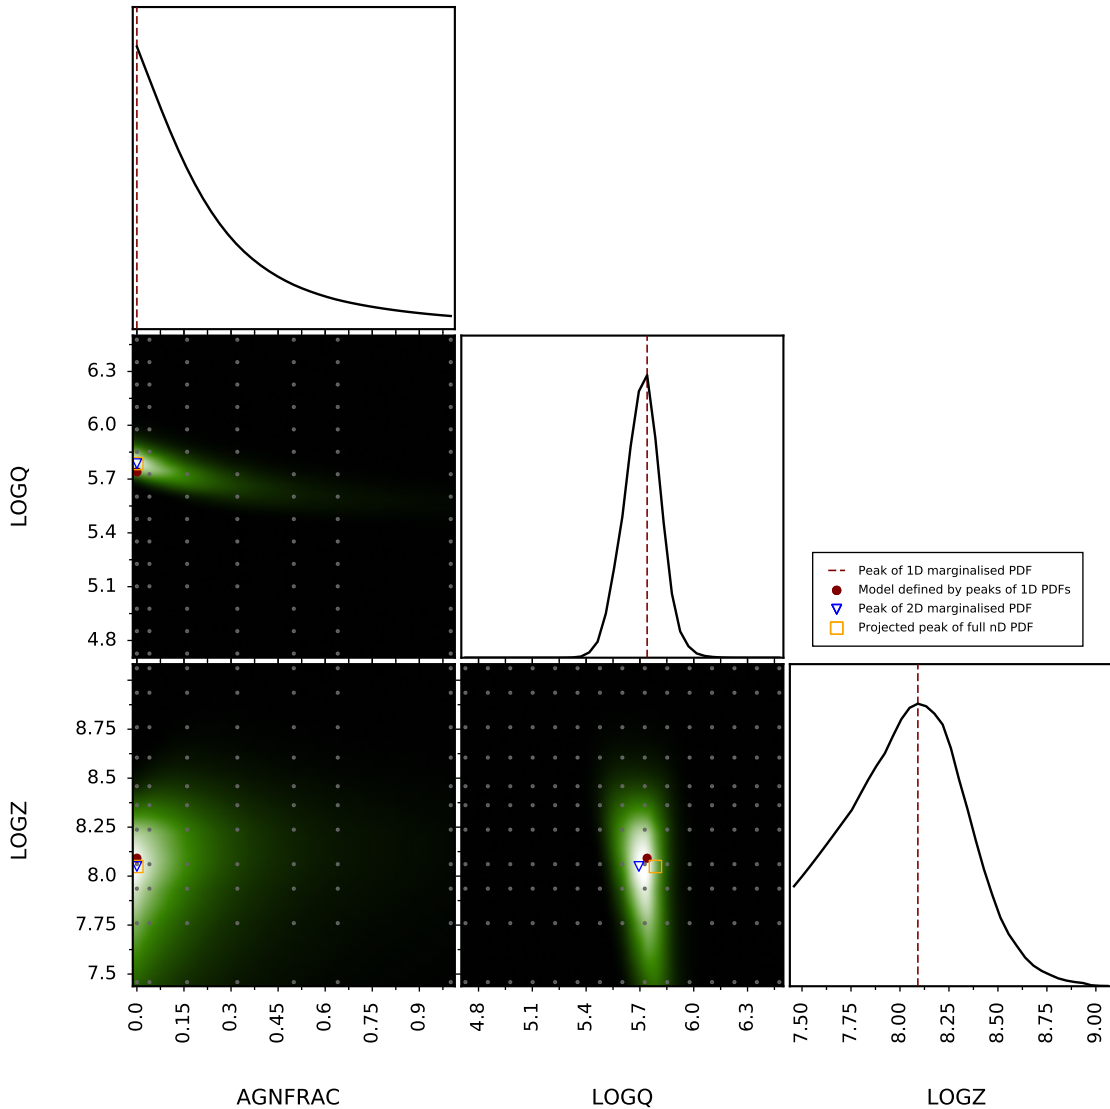 6.3
6.0
5.7
5.4
5.1
4.8
LOGQ
Peak of 1D marginalised PDF
Model defined by peaks of 1D PDFs
Peak of 2D marginalised PDF
Projected peak of full nD PDF
8.75
8.5
8.25
8.0
7.75
7.5
LOGZ
0.0 0.15 0.3 0.45 0.6 0.75 0.9
4.8 5.1 5.4 5.7 6.0 6.3
7.50 7.75 8.00 8.25 8.50 8.75 9.00
AGNFRAC LOGQ LOGZ